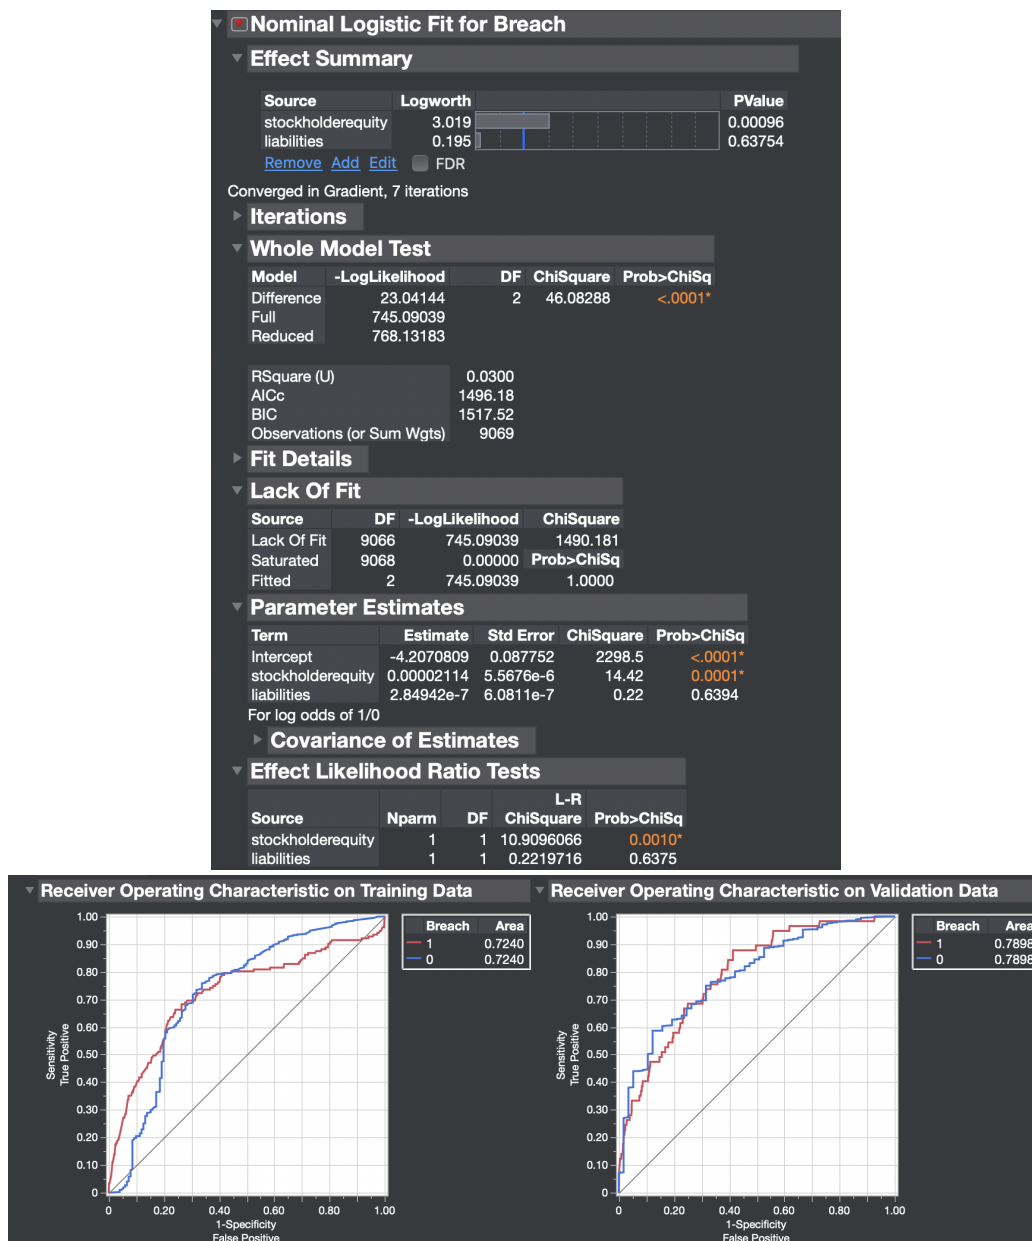 Nominal Logistic Fit for Breach
Effect Summary
Source Logworth PValue
stockholderequity 3.019 0.00096
liabilities 0.195 0.63754
Remove Add Edit FDR
Converged in Gradient, 7 iterations
Iterations
Whole Model Test
Model -LogLikelihood DF ChiSquare Prob>ChiSq
Difference 23.04144 2 46.08288 <.0001*
Full 745.09039
Reduced 768.13183
RSquare (U) 0.0300
AICc 1496.18
BIC 1517.52
Observations (or Sum Wgts) 9069
Fit Details
Lack Of Fit
Source DF -LogLikelihood ChiSquare
Lack Of Fit 9066 745.09039 1490.181
Saturated 9068 0.00000 Prob>ChiSq
Fitted 2 745.09039 1.0000
Parameter Estimates
Term Estimate Std Error ChiSquare Prob>ChiSq
Intercept -4.2070809 0.087752 2298.5 <.0001*
stockholderequity 0.00002114 5.5676e-6 14.42 0.0001*
liabilities 2.84942e-7 6.0811e-7 0.22 0.6394
For log odds of 1/0
Covariance of Estimates
Effect Likelihood Ratio Tests
L-R
Source Nparm DF ChiSquare Prob>ChiSq
stockholderequity 1 1 10.9096066 0.0010*
liabilities 1 1 0.2219716 0.6375
Receiver Operating Characteristic on Training Data
1.00
0.90
0.80
0.70
0.60
0.50
0.40
0.30
0.20
0.10
0
Sensitivity
True Positive
0 0.20 0.40 0.60 0.80 1.00
1-Specificity
False Positive
Breach Area
1 0.7240
0 0.7240
Receiver Operating Characteristic on Validation Data
1.00
0.90
0.80
0.70
0.60
0.50
0.40
0.30
0.20
0.10
0
Sensitivity
True Positive
0 0.20 0.40 0.60 0.80 1.00
1-Specificity
False Positive
Breach Area
1 0.7898
0 0.7898